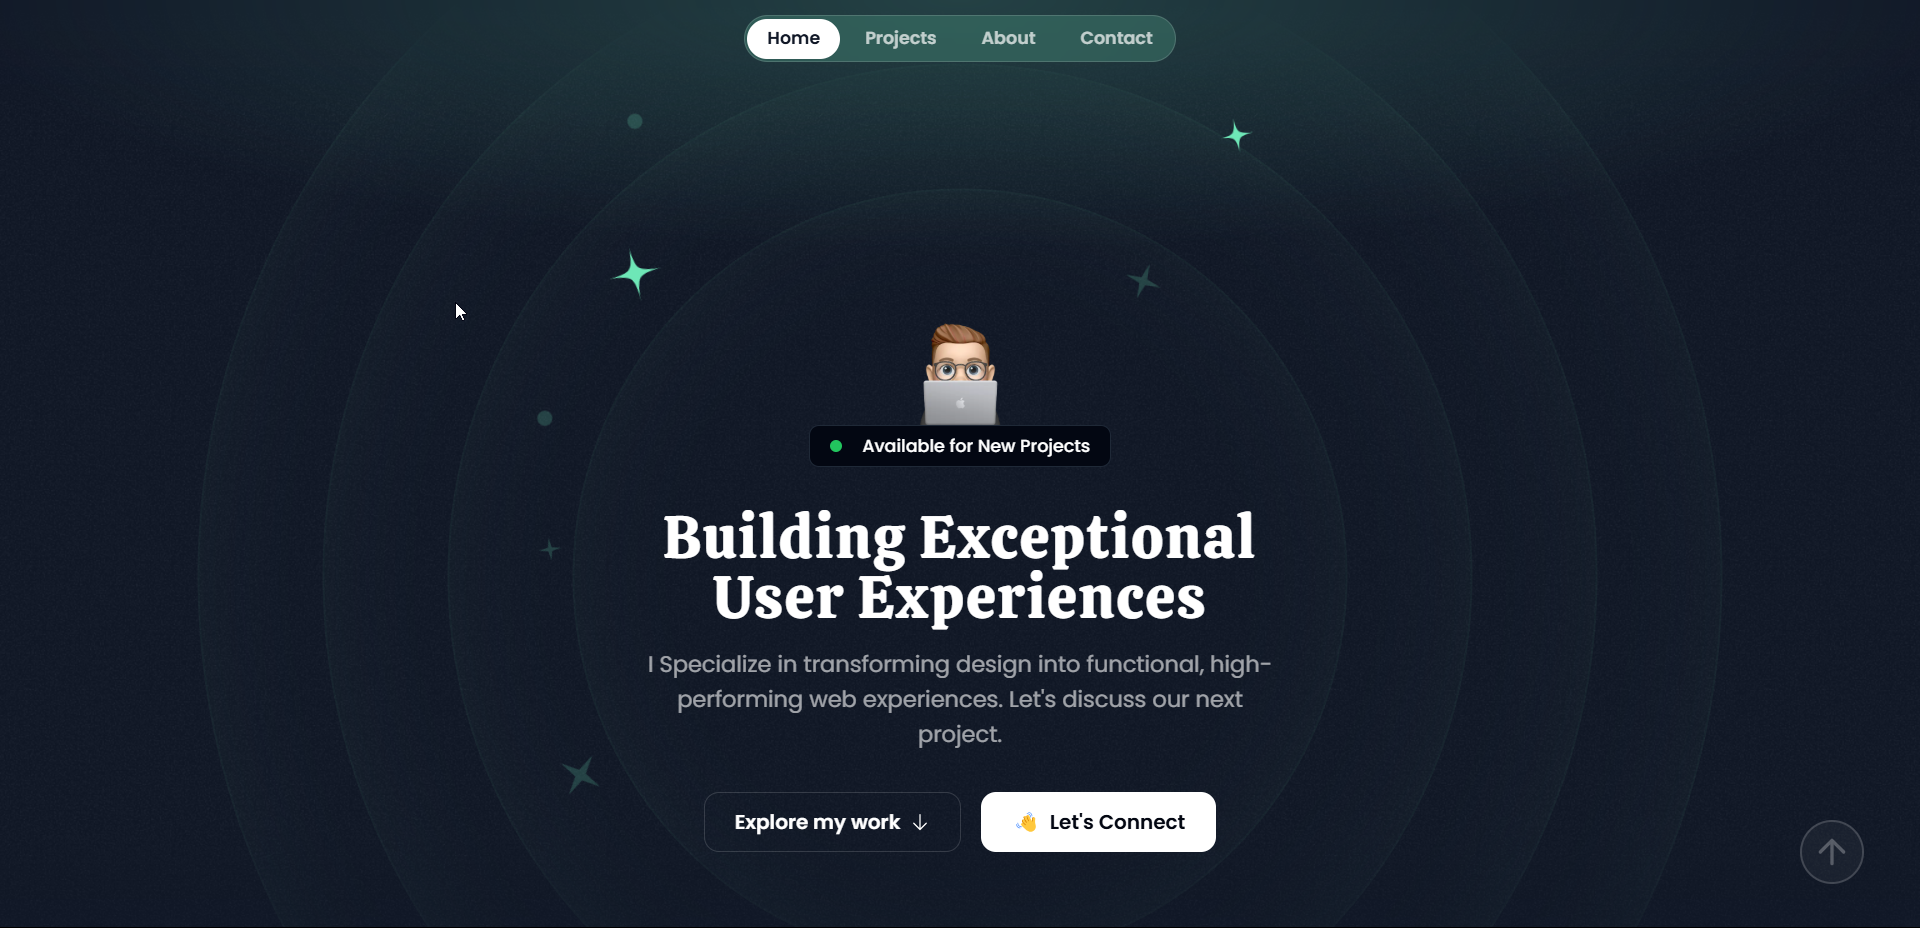 Home Projects About Contact
Available for New Projects
Building Exceptional
User Experiences
I Specialize in transforming design into functional, high-
performing web experiences. Let's discuss our next
project.
Explore my work ↓ 👋 Let's Connect